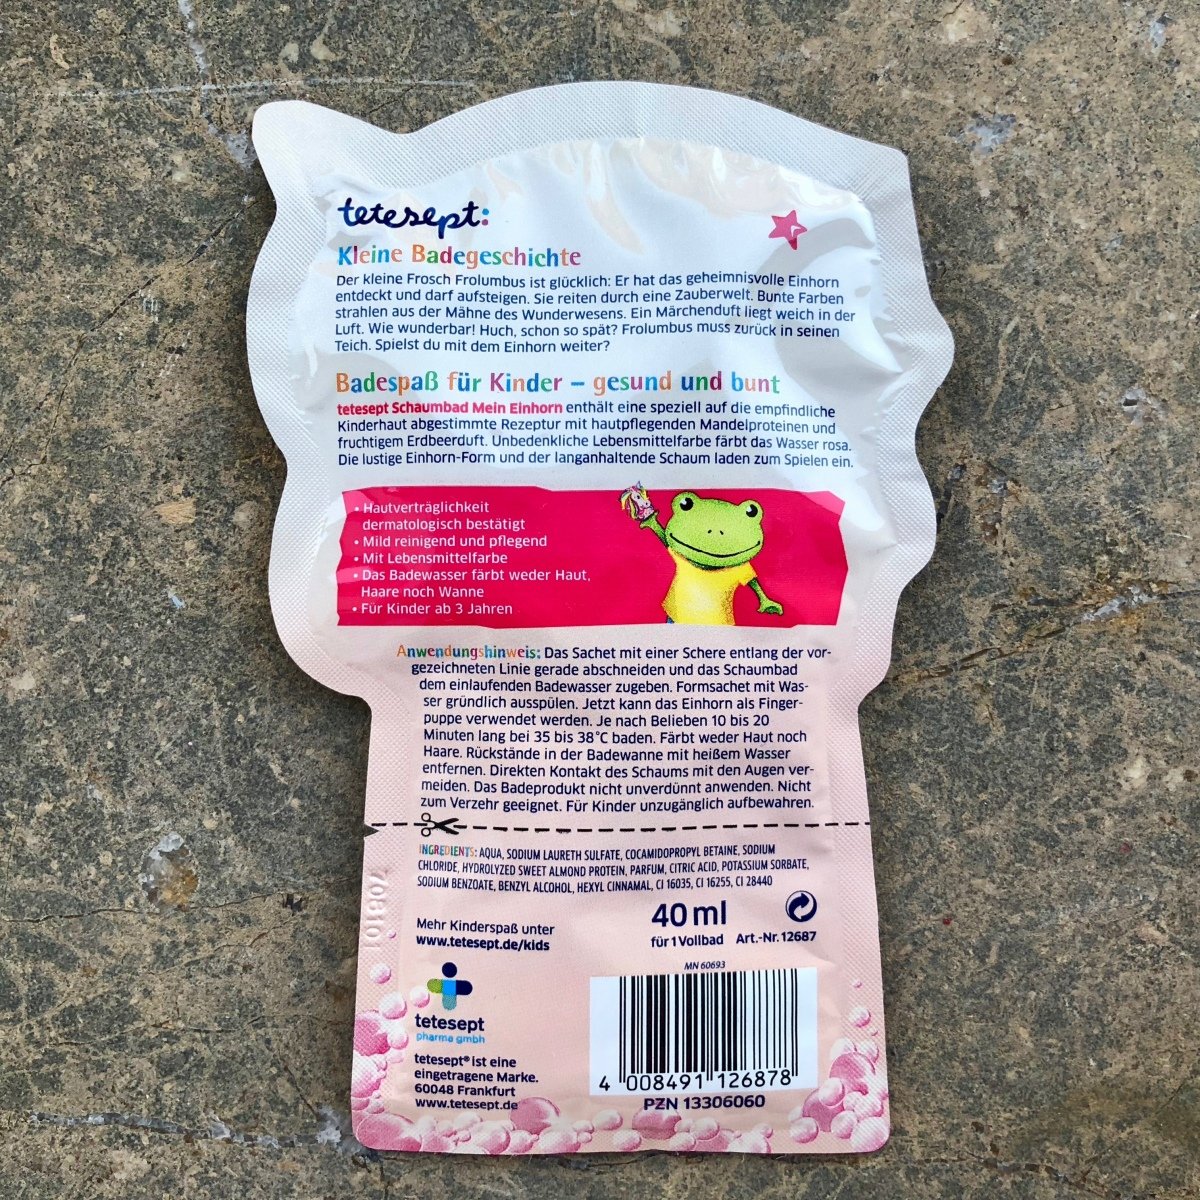 tetesept:
Kleine Badegeschichte
Der kleine Frosch Frolumbus ist glücklich: Er hat das geheimnisvolle Einhorn
entdeckt und darf aufsteigen. Sie reiten durch eine Zauberwelt. Bunte Farben
strahlen aus der Mähne des Wunderwesens. Ein Märchenduft liegt weich in der
Luft. Wie wunderbar! Huch, schon so spät? Frolumbus muss zurück in seinen
Teich. Spielst du mit dem Einhorn weiter?
Badespaß für Kinder – gesund und bunt
tetesept Schaumbad Mein Einhorn enthält eine speziell auf die empfindliche
Kinderhaut abgestimmte Rezeptur mit hautpflegenden Mandelproteinen und
fruchtigem Erdbeerduft. Unbedenkliche Lebensmittelfarbe färbt das Wasser rosa.
Die lustige Einhorn-Form und der langanhaltende Schaum laden zum Spielen ein.
• Hautverträglichkeit
dermatologisch bestätigt
• Mild reinigend und pflegend
• Mit Lebensmittelfarbe
• Das Badewasser färbt weder Haut,
Haare noch Wanne
• Für Kinder ab 3 Jahren
Anwendungshinweis: Das Sachet mit einer Schere entlang der vor-
gezeichneten Linie gerade abschneiden und das Schaumbad
dem einlaufenden Badewasser zugeben. Formsachet mit Was-
ser gründlich ausspülen. Jetzt kann das Einhorn als Finger-
puppe verwendet werden. Je nach Belieben 10 bis 20
Minuten lang bei 35 bis 38°C baden. Färbt weder Haut noch
Haare. Rückstände in der Badewanne mit heißem Wasser
entfernen. Direkten Kontakt des Schaums mit den Augen ver-
meiden. Das Badeprodukt nicht unverdünnt anwenden. Nicht
zum Verzehr geeignet. Für Kinder unzugänglich aufbewahren.
INGREDIENTS: AQUA, SODIUM LAURETH SULFATE, COCAMIDOPROPYL BETAINE, SODIUM
CHLORIDE, HYDROLYZED SWEET ALMOND PROTEIN, PARFUM, CITRIC ACID, POTASSIUM SORBATE,
SODIUM BENZOATE, BENZYL ALCOHOL, HEXYL CINNAMAL, CI 16035, CI 16255, CI 28440
Mehr Kinderspaß unter
www.tetesept.de/kids
40 ml
für 1 Vollbad Art.-Nr. 12687
MN 60693
tetesept
pharma gmbh
tetesept® ist eine
eingetragene Marke.
60048 Frankfurt
www.tetesept.de
4 008491 126878
PZN 13306060